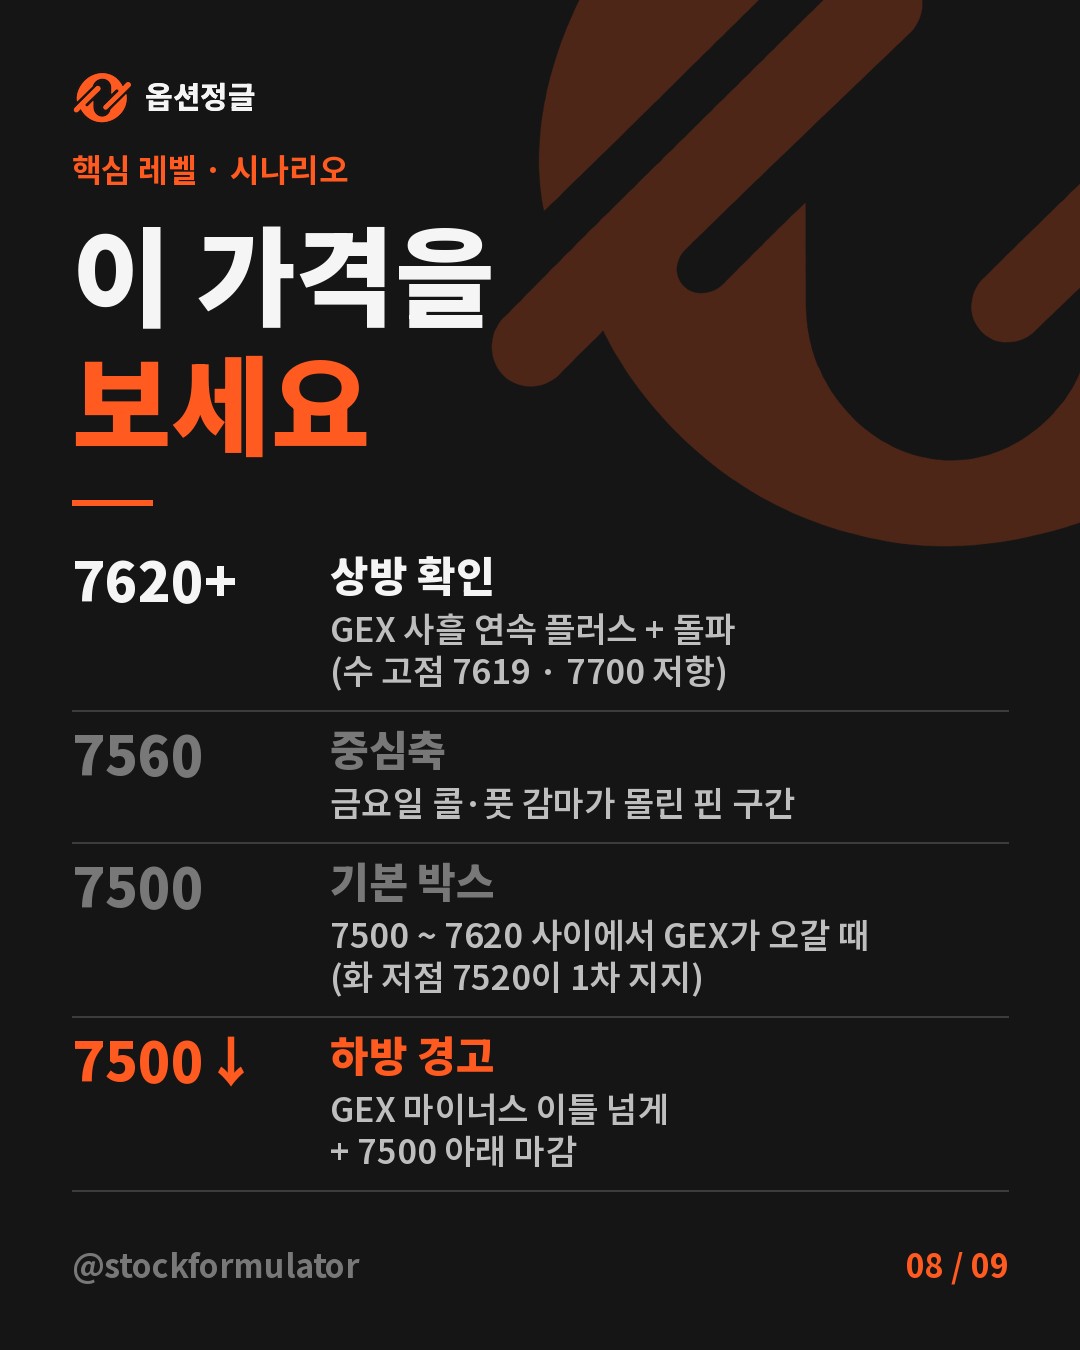 옵션정글
핵심 레벨 · 시나리오
이 가격을
보세요
7620+
상방 확인
GEX 사흘 연속 플러스 + 돌파
(수 고점 7619 · 7700 저항)
7560
중심축
금요일 콜·풋 감마가 몰린 핀 구간
7500
기본 박스
7500 ~ 7620 사이에서 GEX가 오갈 때
(화 저점 7520이 1차 지지)
7500↓
하방 경고
GEX 마이너스 이틀 넘게
+ 7500 아래 마감
@stockformulator
08 / 09